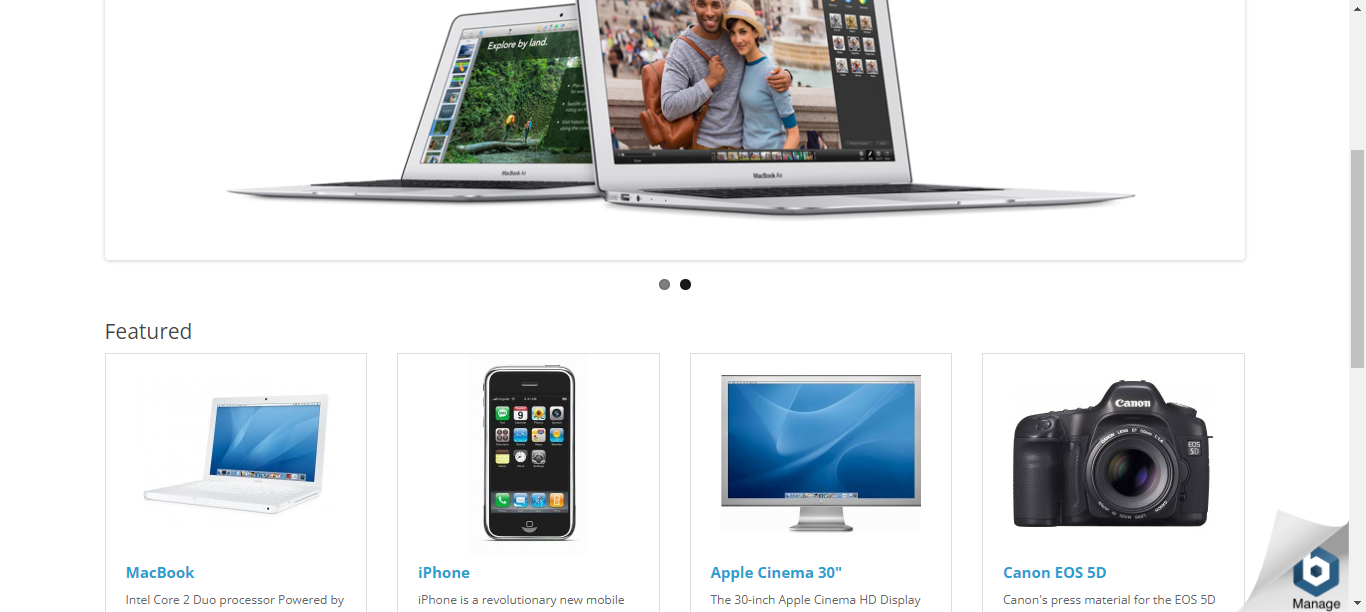 Explore by land.
MacBook Air
MacBook Air
Featured
Canon
EOS
5D
MacBook
iPhone
Apple Cinema 30"
Canon EOS 5D
Intel Core 2 Duo processor Powered by
iPhone is a revolutionary new mobile
The 30-inch Apple Cinema HD Display
Canon's press material for the EOS 5D
Manage